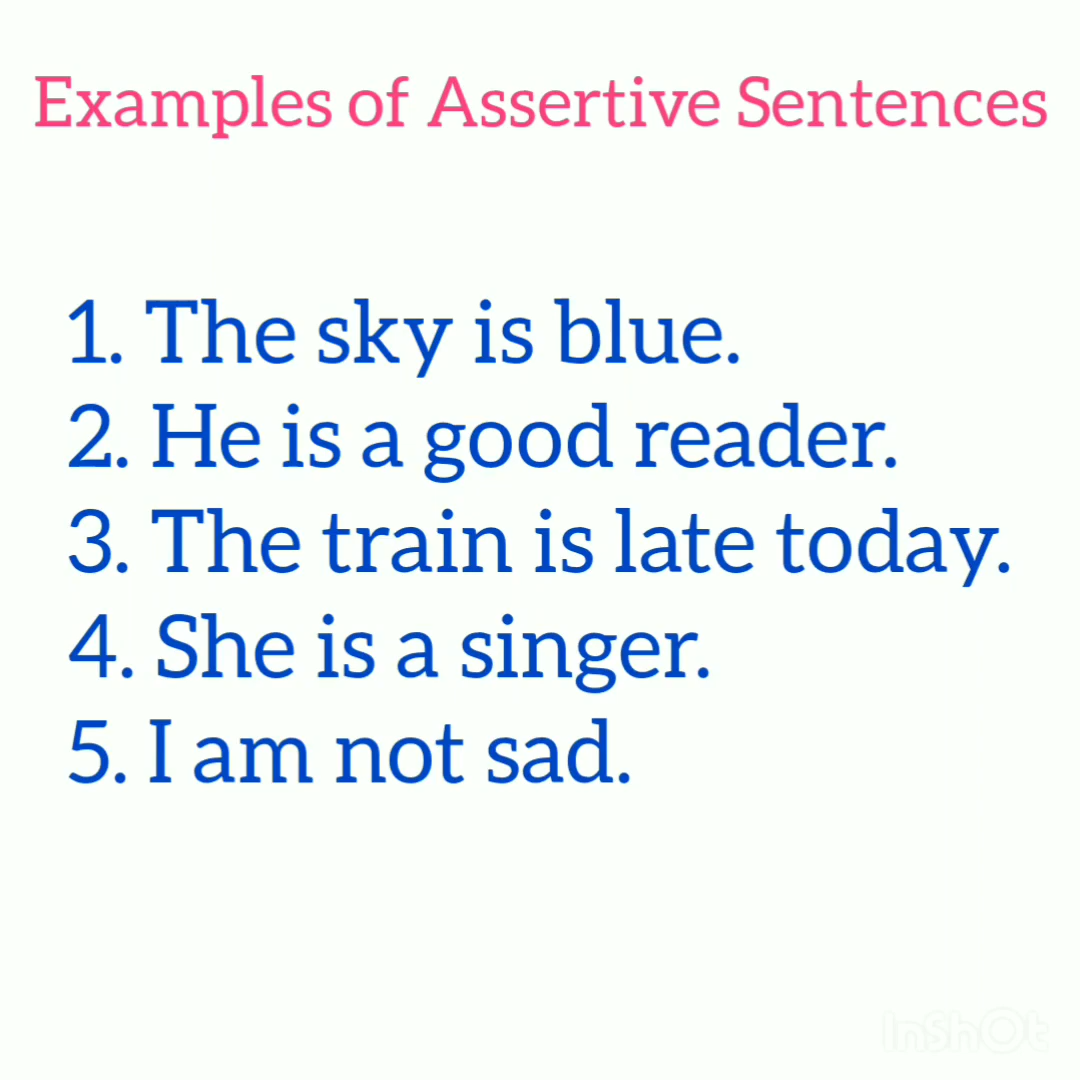 Examples of Assertive Sentences
1. The sky is blue.
2. He is a good reader.
3. The train is late today.
4. She is a singer.
5. I am not sad.
InShOt